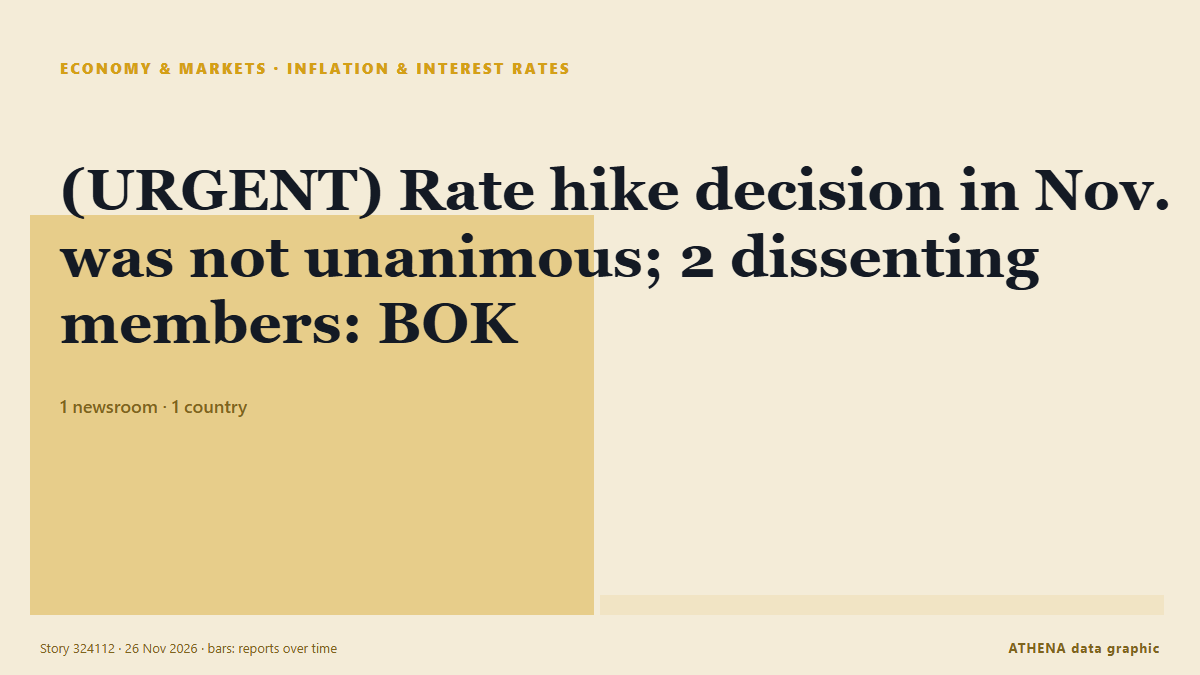 ECONOMY & MARKETS · INFLATION & INTEREST RATES
(URGENT) Rate hike decision in Nov.
was not unanimous; 2 dissenting
members: BOK
1 newsroom · 1 country
Story 324112 · 26 Nov 2026 · bars: reports over time
ATHENA data graphic